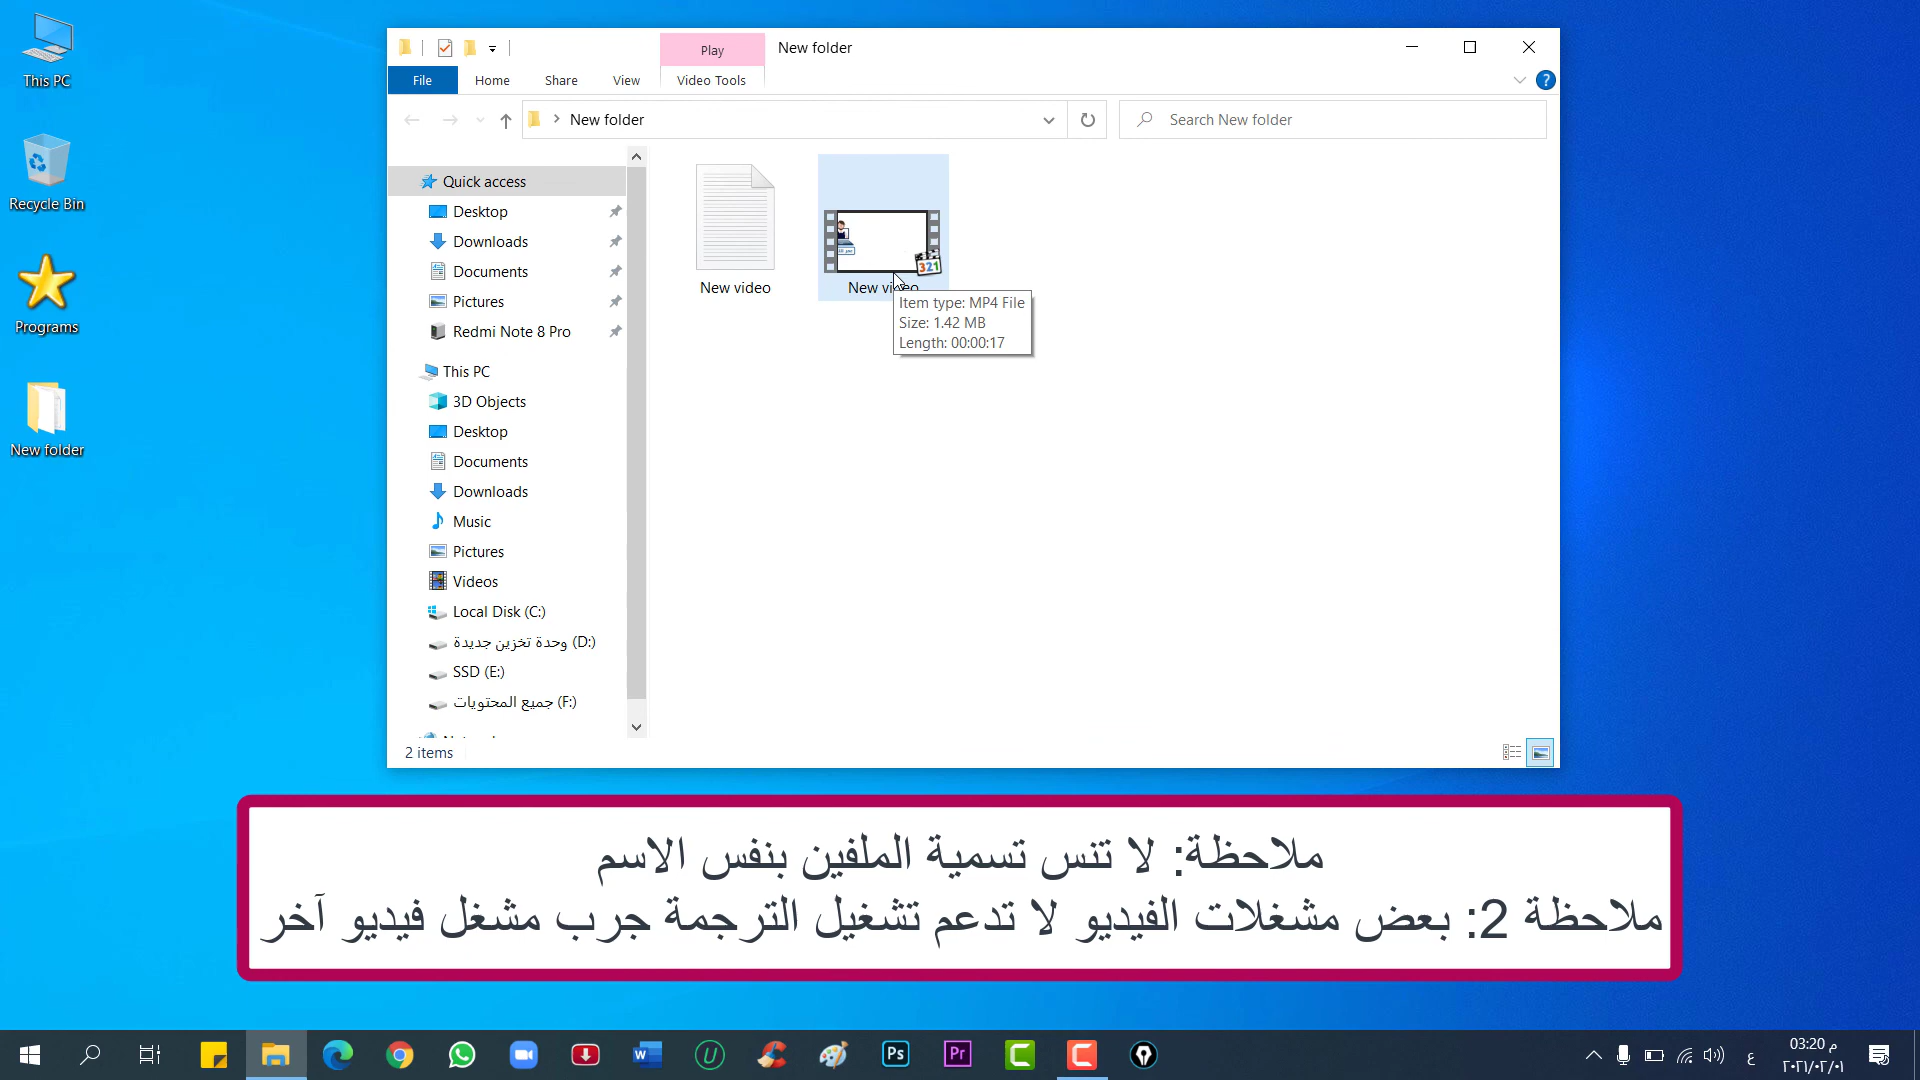 This PC
Recycle Bin
Programs
New folder
Play
New folder
File
Home
Share
View
Video Tools
New folder
Search New folder
Quick access
Desktop
Downloads
Documents
Pictures
Redmi Note 8 Pro
This PC
3D Objects
Desktop
Documents
Downloads
Music
Pictures
Videos
Local Disk (C:)
وحدة تخزين جديدة (D:)
SSD (E:)
جميع المحتويات (F:)
New video
New video
Item type: MP4 File
Size: 1.42 MB
Length: 00:00:17
321
2 items
ملاحظة: لا تنس تسمية الملفين بنفس الاسم
ملاحظة 2: بعض مشغلات الفيديو لا تدعم تشغيل الترجمة جرب مشغل فيديو آخر
Ps
Pr
ع
03:20 م
٢٠٢١/٠٢/٠١